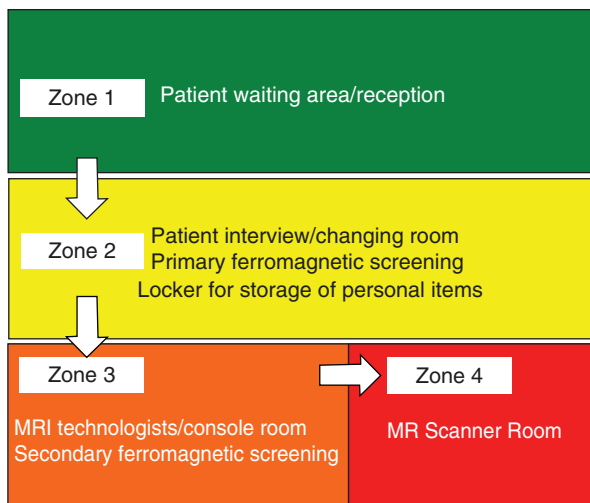 Zone 1
Patient waiting area/reception
Zone 2
Patient interview/changing room
Primary ferromagnetic screening
Locker for storage of personal items
Zone 3
MRI technologists/console room
Secondary ferromagnetic screening
Zone 4
MR Scanner Room